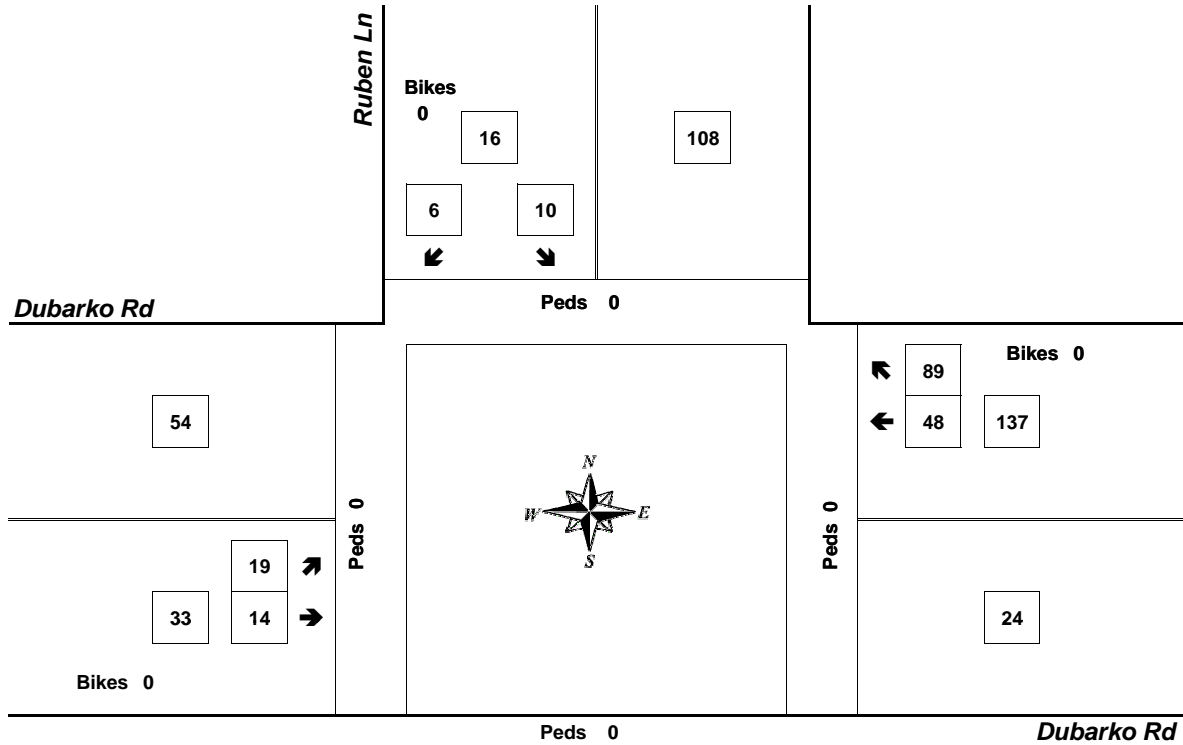 Ruben Ln
Bikes
0
16
108
6
10
Peds 0
Dubarko Rd
Bikes 0
89
54
48
137
N
W
E
S
Peds 0
Peds 0
19
33
14
24
Bikes 0
Peds 0
Dubarko Rd